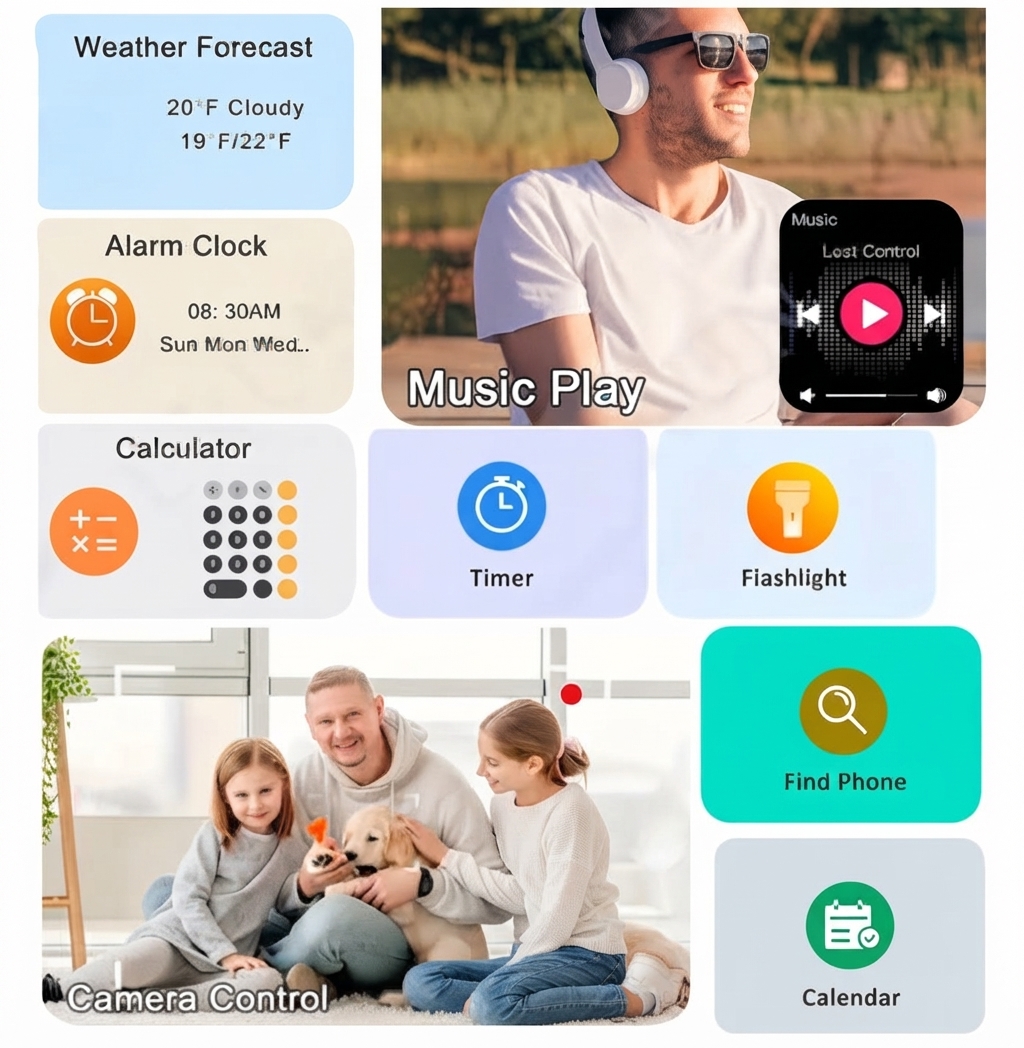 Weather Forecast
20°F Cloudy
19°F/22°F
Alarm Clock
08: 30AM
Sun Mon Wed..
Music
Lost Control
Music Play
Calculator
Timer
Fiashlight
Find Phone
Camera Control
Calendar